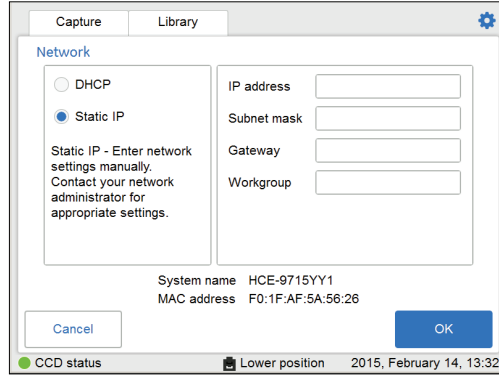 Capture Library
Network
DHCP
Static IP
Static IP - Enter network
settings manually.
Contact your network
administrator for
appropriate settings.
IP address
Subnet mask
Gateway
Workgroup
System name HCE-9715YY1
MAC address F0:1F:AF:5A:56:26
Cancel
OK
CCD status Lower position 2015, February 14, 13:32